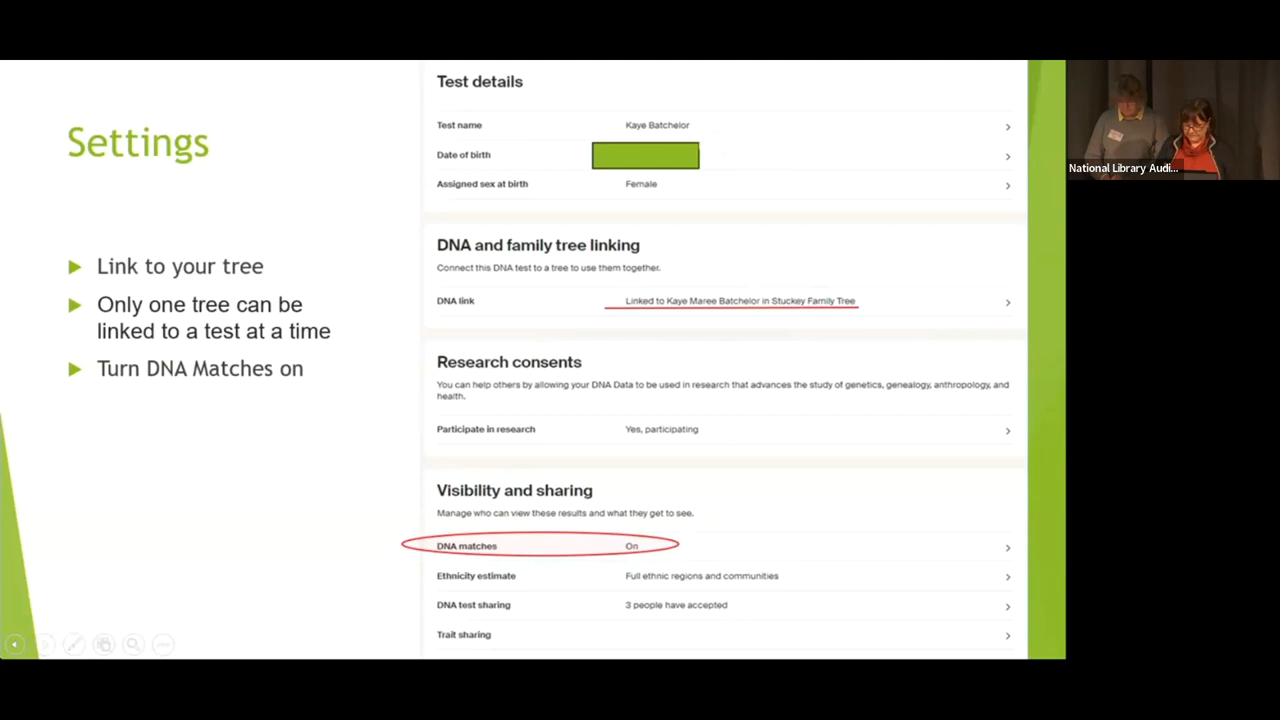 Settings
Link to your tree
Only one tree can be
linked to a test at a time
Turn DNA Matches on
Test details
Test name Kaye Batchelor
Date of birth
Assigned sex at birth Female
DNA and family tree linking
Connect this DNA test to a tree to use them together.
DNA link Linked to Kaye Maree Batchelor in Stuckey Family Tree
Research consents
You can help others by allowing your DNA Data to be used in research that advances the study of genetics, genealogy, anthropology, and
health.
Participate in research Yes, participating
Visibility and sharing
Manage who can view these results and what they get to see.
DNA matches On
Ethnicity estimate Full ethnic regions and communities
DNA test sharing 3 people have accepted
Trait sharing
National Library Audi...